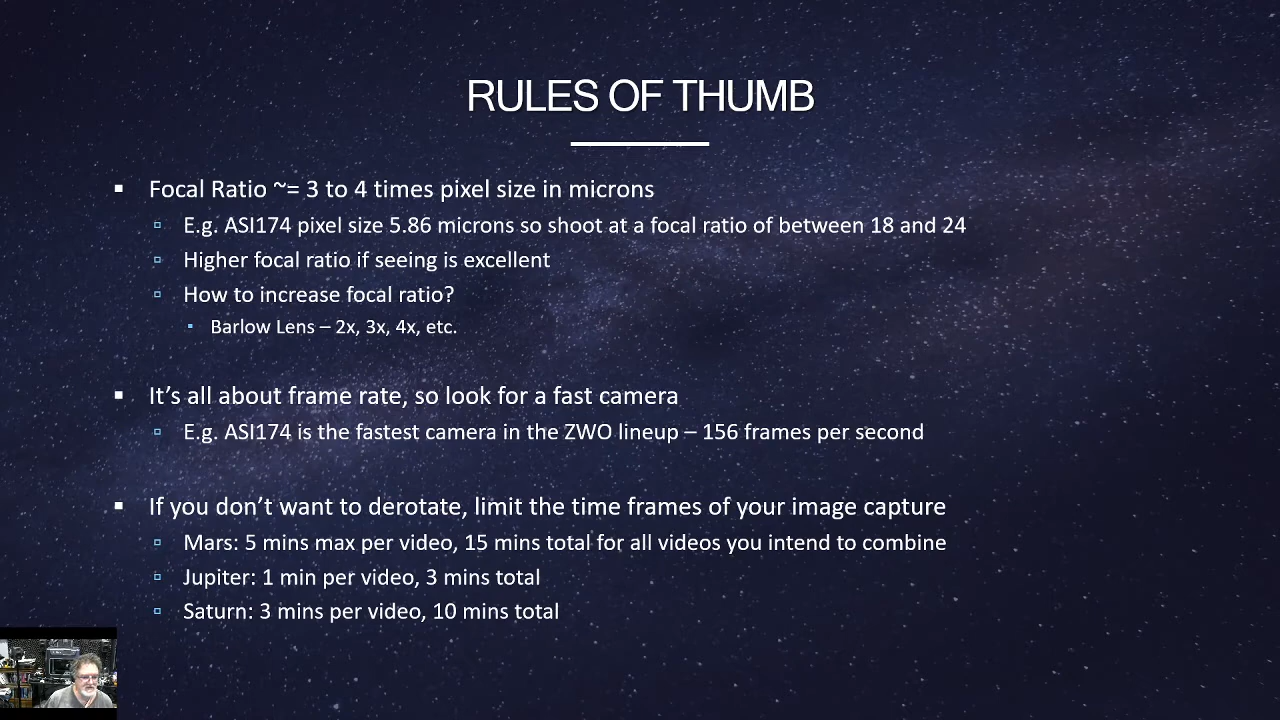 RULES OF THUMB
Focal Ratio ~= 3 to 4 times pixel size in microns
E.g. ASI174 pixel size 5.86 microns so shoot at a focal ratio of between 18 and 24
Higher focal ratio if seeing is excellent
How to increase focal ratio?
Barlow Lens – 2x, 3x, 4x, etc.
It’s all about frame rate, so look for a fast camera
E.g. ASI174 is the fastest camera in the ZWO lineup – 156 frames per second
If you don’t want to derotate, limit the time frames of your image capture
Mars: 5 mins max per video, 15 mins total for all videos you intend to combine
Jupiter: 1 min per video, 3 mins total
Saturn: 3 mins per video, 10 mins total